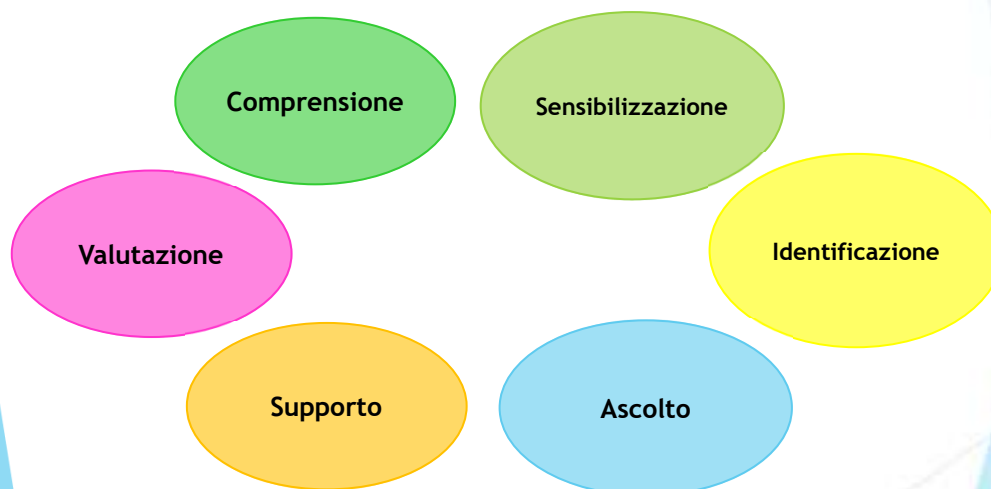 Comprensione
Sensibilizzazione
Valutazione
Identificazione
Supporto
Ascolto